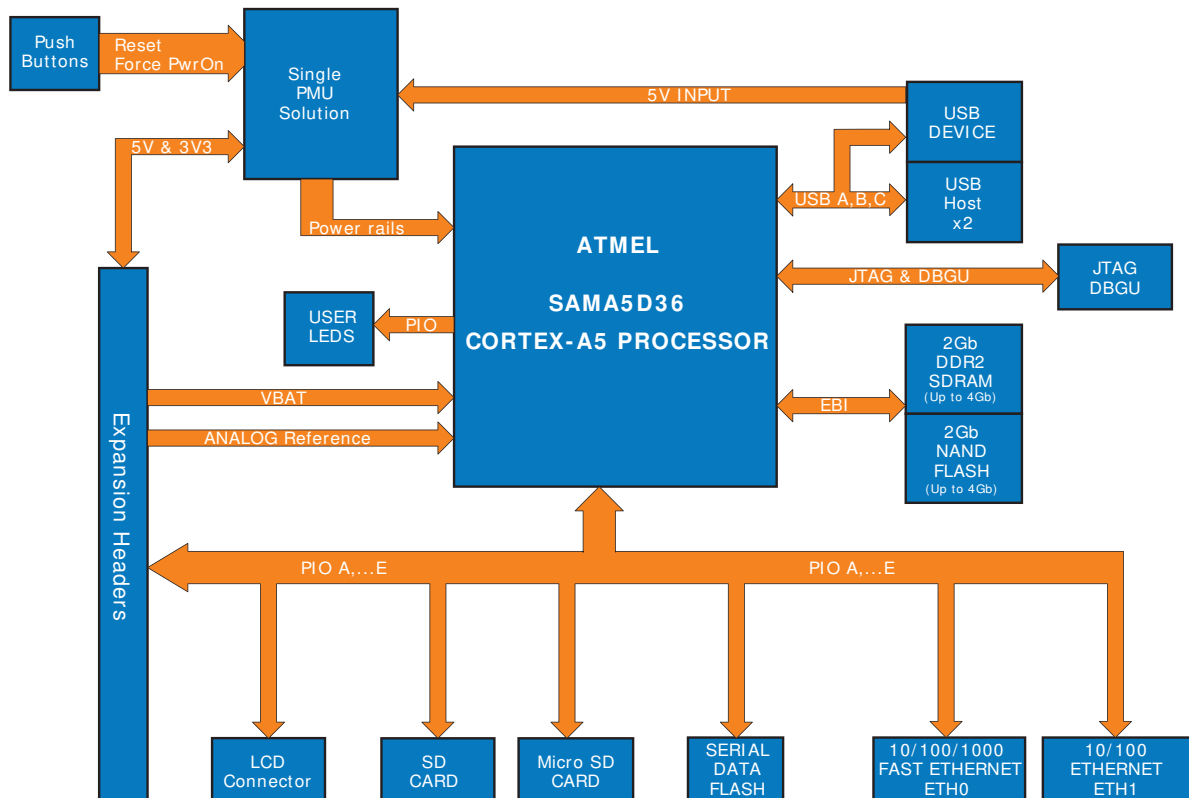 Push
Buttons
Reset
Force PwrOn
Single
PMU
Solution
5V INPUT
USB
DEVICE
5V & 3V3
USB A,B,C
USB
Host
x2
Power rails
ATMEL
SAMA5D36
CORTEX-A5 PROCESSOR
JTAG & DBGU
JTAG
DBGU
USER
LEDS
PIO
2Gb
DDR2
SDRAM
(Up to 4Gb)
EBI
2Gb
NAND
FLASH
(Up to 4Gb)
VBAT
ANALOG Reference
Expansion Headers
PIO A,...E
PIO A,...E
LCD
Connector
SD
CARD
Micro SD
CARD
SERIAL
DATA
FLASH
10/100/1000
FAST ETHERNET
ETH0
10/100
ETHERNET
ETH1